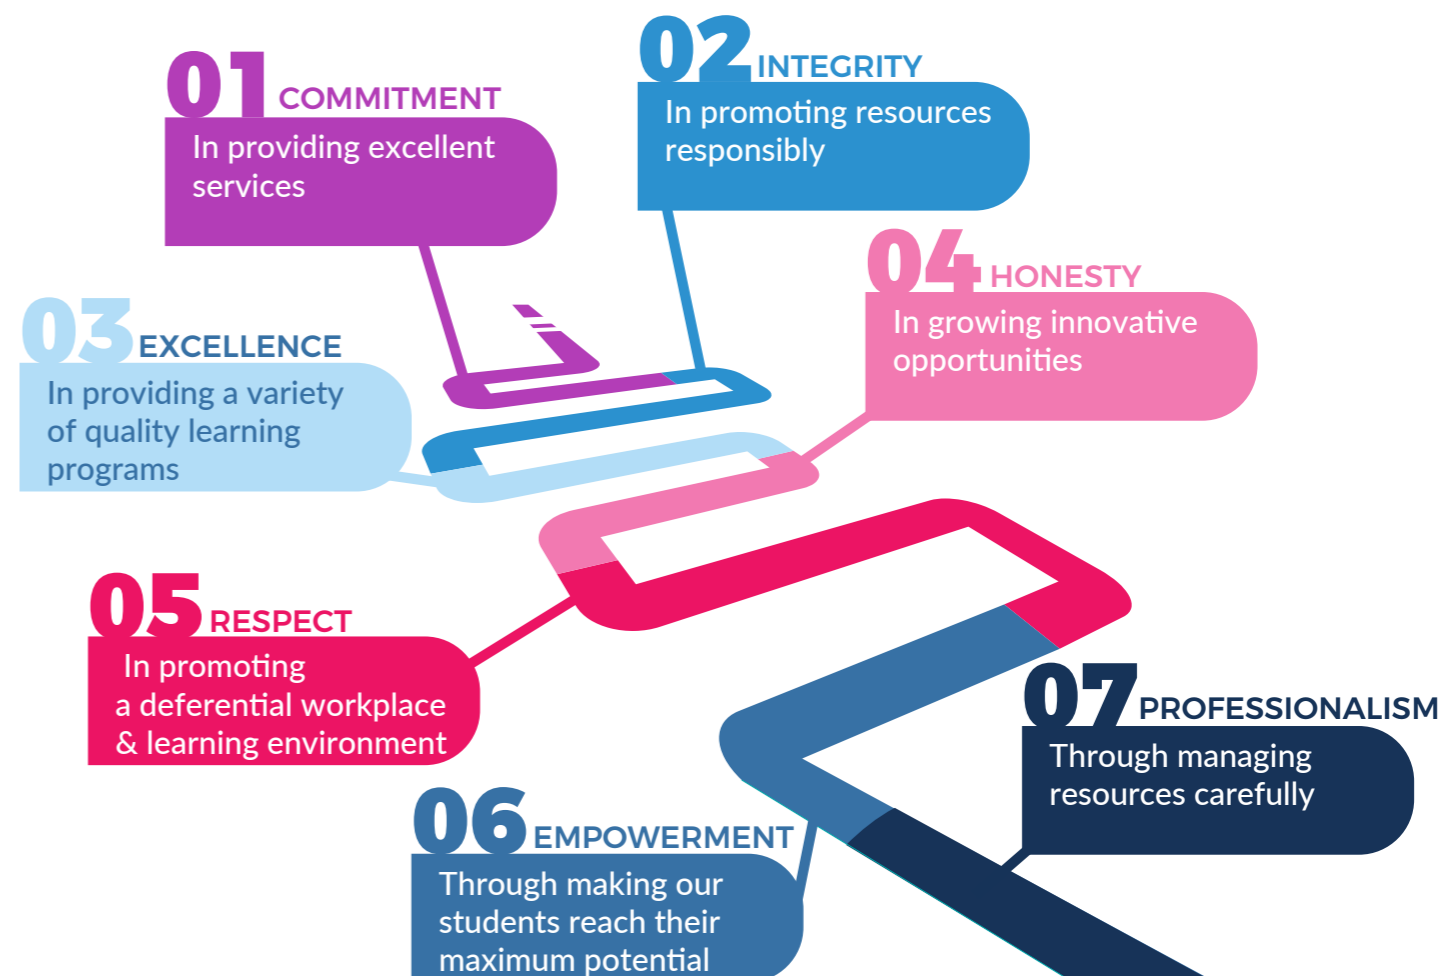 01 COMMITMENT
In providing excellent
services
02 INTEGRITY
In promoting resources
responsibly
03 EXCELLENCE
In providing a variety
of quality learning
programs
04 HONESTY
In growing innovative
opportunities
05 RESPECT
In promoting
a deferential workplace
& learning environment
06 EMPOWERMENT
Through making our
students reach their
maximum potential
07 PROFESSIONALISM
Through managing
resources carefully